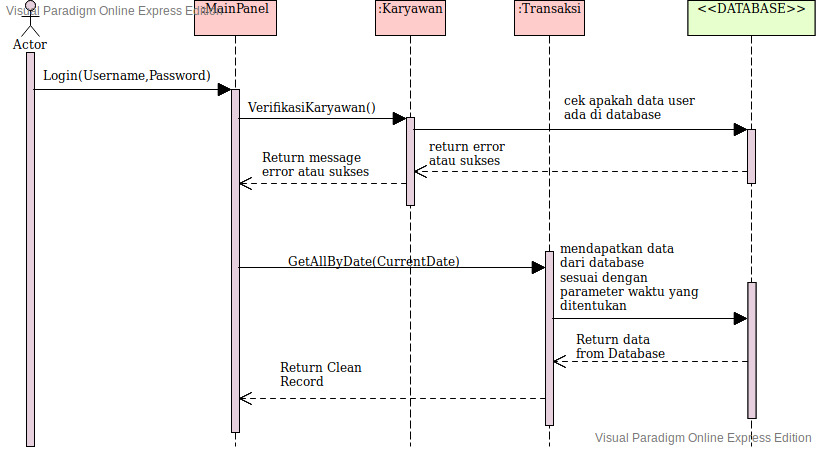 Visual Paradigm Online Express Edition
:MainPanel
:Karyawan
:Transaksi
<<DATABASE>>
Actor
Login(Username,Password)
VerifikasiKaryawan()
cek apakah data user
ada di database
return error
atau sukses
Return message
error atau sukses
GetAllByDate(CurrentDate)
mendapatkan data
dari database
sesuai dengan
parameter waktu yang
ditentukan
Return data
from Database
Return Clean
Record
Visual Paradigm Online Express Edition